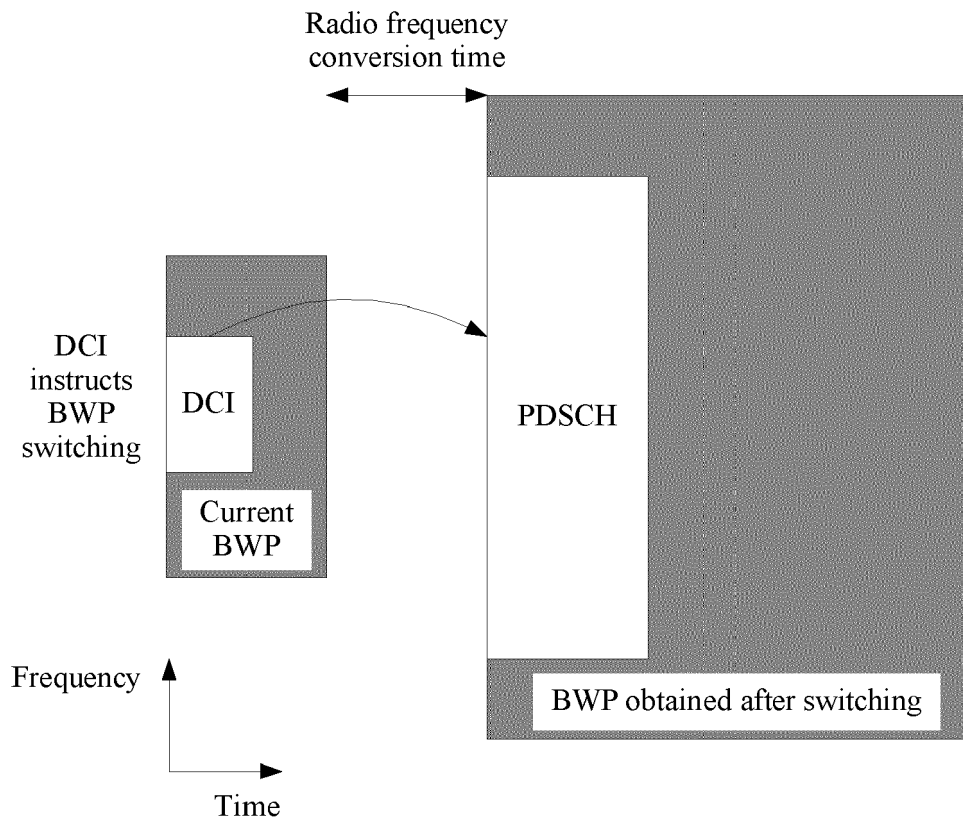 Radio frequency
conversion time
DCI
instructs
BWP
switching
DCI
PDSCH
Current
BWP
BWP obtained after switching
Frequency
Time